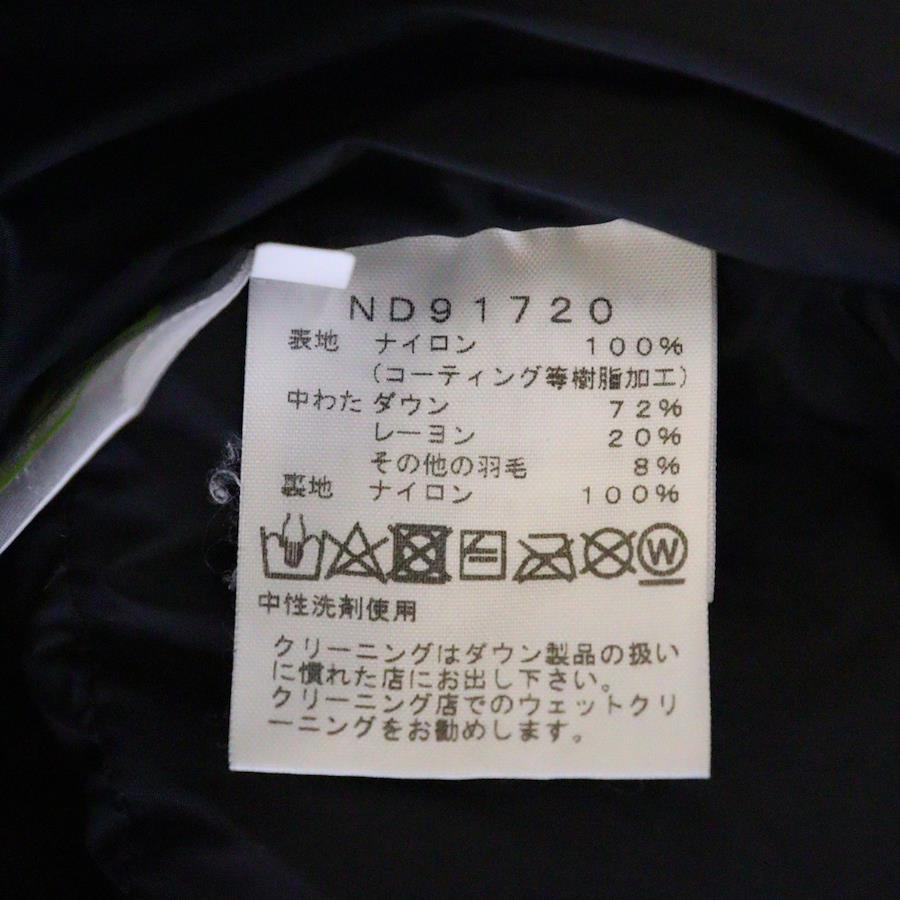 ND91720
表地 ナイロン 100%
(コーティング等樹脂加工)
中わた ダウン 72%
レーヨン 20%
その他の羽毛 8%
裏地 ナイロン 100%
W
中性洗剤使用
クリーニングはダウン製品の扱い
に慣れた店にお出し下さい。
クリーニング店でのウェットクリ
ーニングをお勧めします。